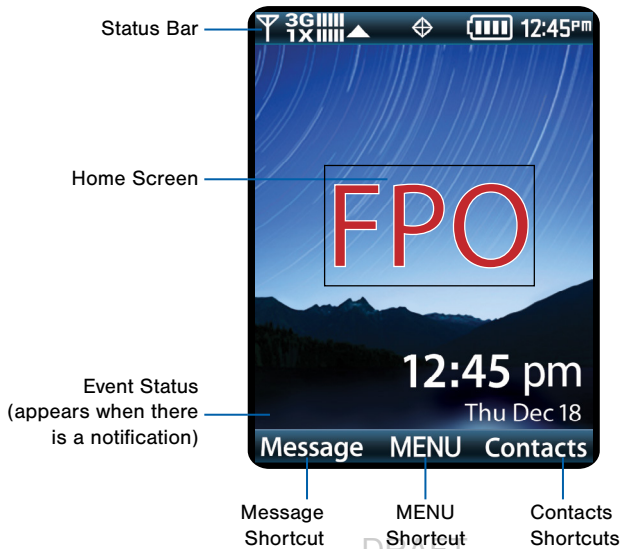 Status Bar
3G
1X
12:45PM
Home Screen
FPO
12:45 pm
Thu Dec 18
Event Status
(appears when there
is a notification)
Message MENU Contacts
Message
Shortcut
MENU
Shortcut
Contacts
Shortcuts
DRAFT